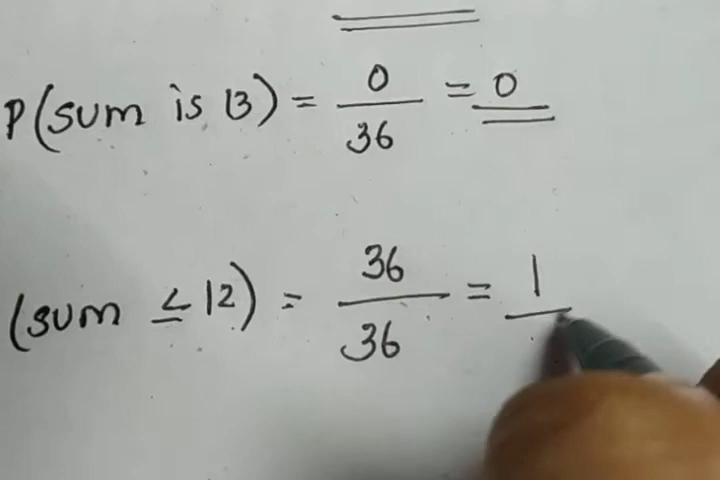 P(sum is 13) = 0/36 = 0
(sum ≤ 12) = 36/36 = 1